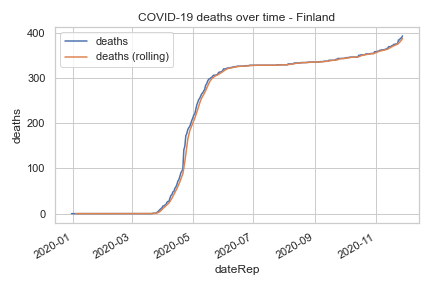 COVID-19 deaths over time - Finland
deaths
deaths (rolling)
400
300
200
100
0
deaths
2020-01
2020-03
2020-05
2020-07
2020-09
2020-11
dateRep